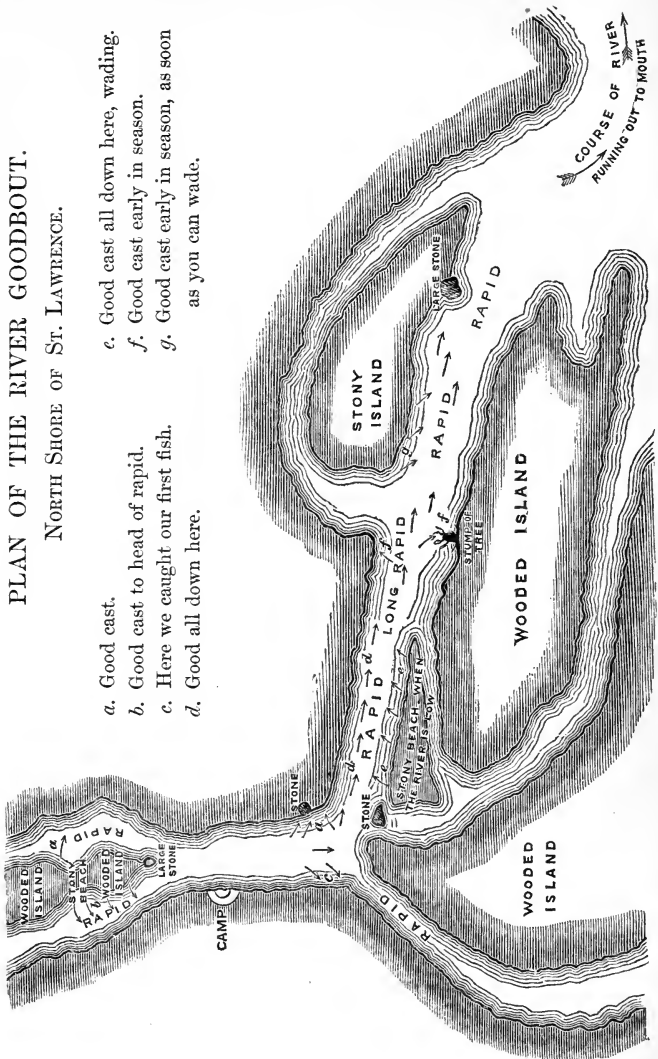 PLAN OF THE RIVER GOODBOUT.
NORTH SHORE OF ST. LAWRENCE.
a. Good cast.
b. Good cast to head of rapid.
c. Here we caught our first fish.
d. Good all down here.
e. Good cast all down here, wading.
f. Good cast early in season.
g. Good cast early in season, as soon
as you can wade.
WOODED
ISLAND
a
RAPID
STONY
BEACH
b
WOODED
ISLAND
RAPID
LARGE
STONE
CAMP
STONE
a
c
STONE
RAPID
WOODED
ISLAND
RAPID
d
d
e
e
STONY BEACH WHEN
THE RIVER IS LOW
LONG RAPID
f
f
STUMP OF
TREE
WOODED ISLAND
STONY
ISLAND
g
RAPID
LARGE STONE
RAPID
COURSE OF RIVER
RUNNING OUT TO MOUTH